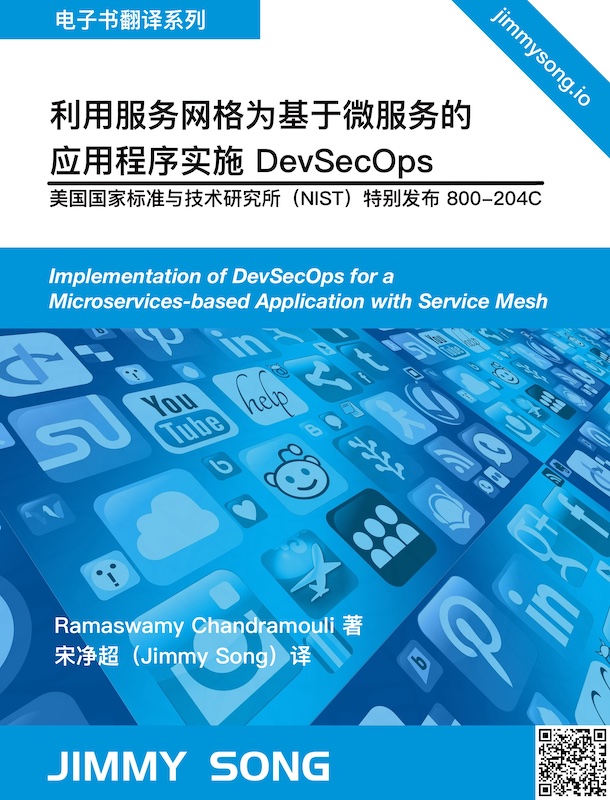 电子书翻译系列
jimmysong.io
利用服务网格为基于微服务的
应用程序实施 DevSecOps
美国国家标准与技术研究所（NIST）特别发布 800-204C
Implementation of DevSecOps for a
Microservices-based Application with Service Mesh
You
Tube
help
Ramaswamy Chandramouli 著
宋净超（Jimmy Song）译
JIMMY SONG